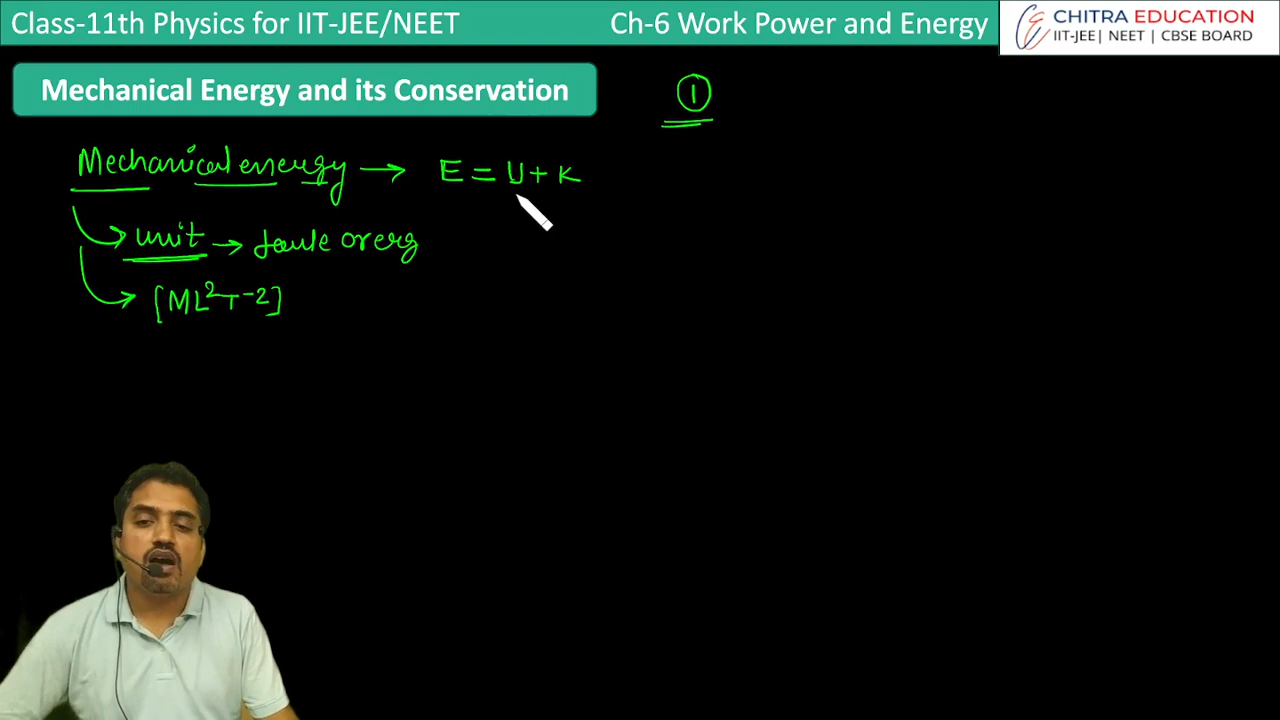 Class-11th Physics for IIT-JEE/NEET
Ch-6 Work Power and Energy
CHITRA EDUCATION
IIT-JEE| NEET | CBSE BOARD
Mechanical Energy and its Conservation
1
Mechanical energy → E = U + K
unit → Joule or erg
[ML²T-2]